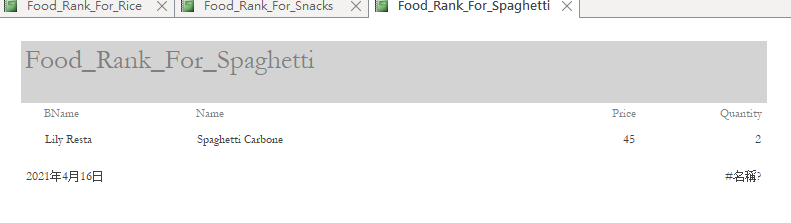 Food_Rank_For_Rice Food_Rank_For_Snacks Food_Rank_For_Spaghetti
Food_Rank_For_Spaghetti
BName Name Price Quantity
Lily Resta Spaghetti Carbone 45 2
2021年4月16日 #名稱?